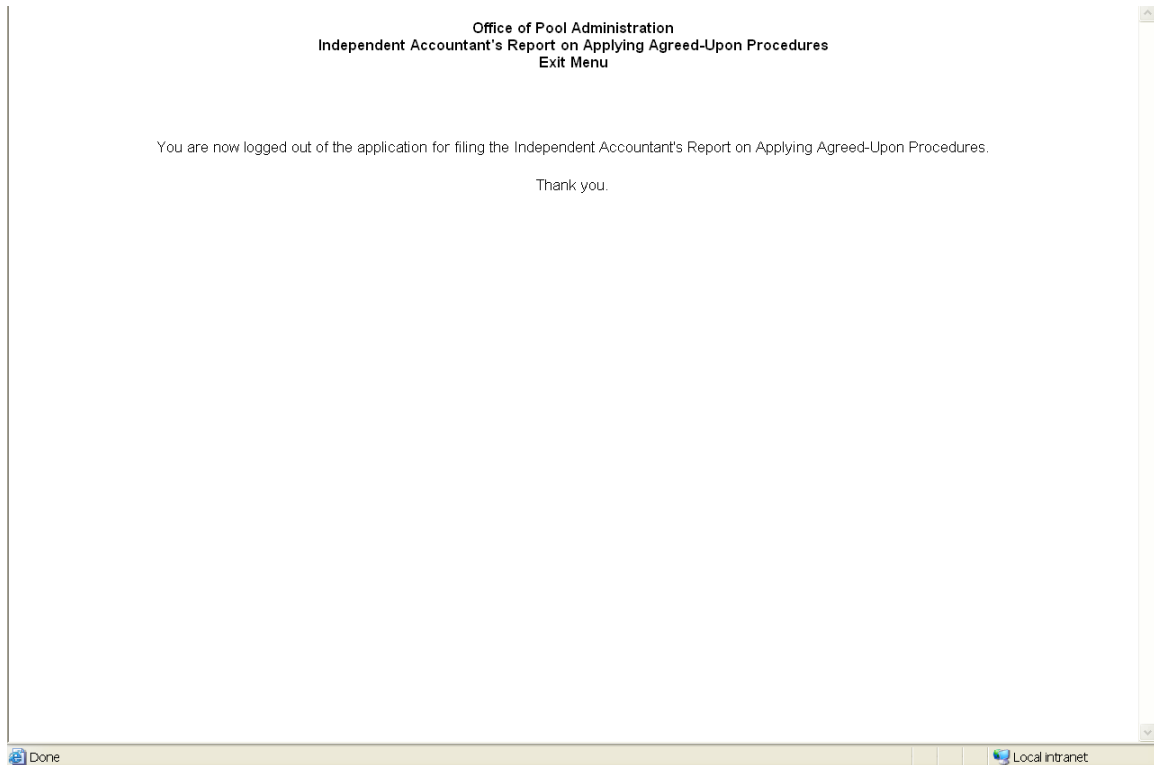 Office of Pool Administration
Independent Accountant's Report on Applying Agreed-Upon Procedures
Exit Menu
You are now logged out of the application for filing the Independent Accountant's Report on Applying Agreed-Upon Procedures.
Thank you.
Done
Local intranet